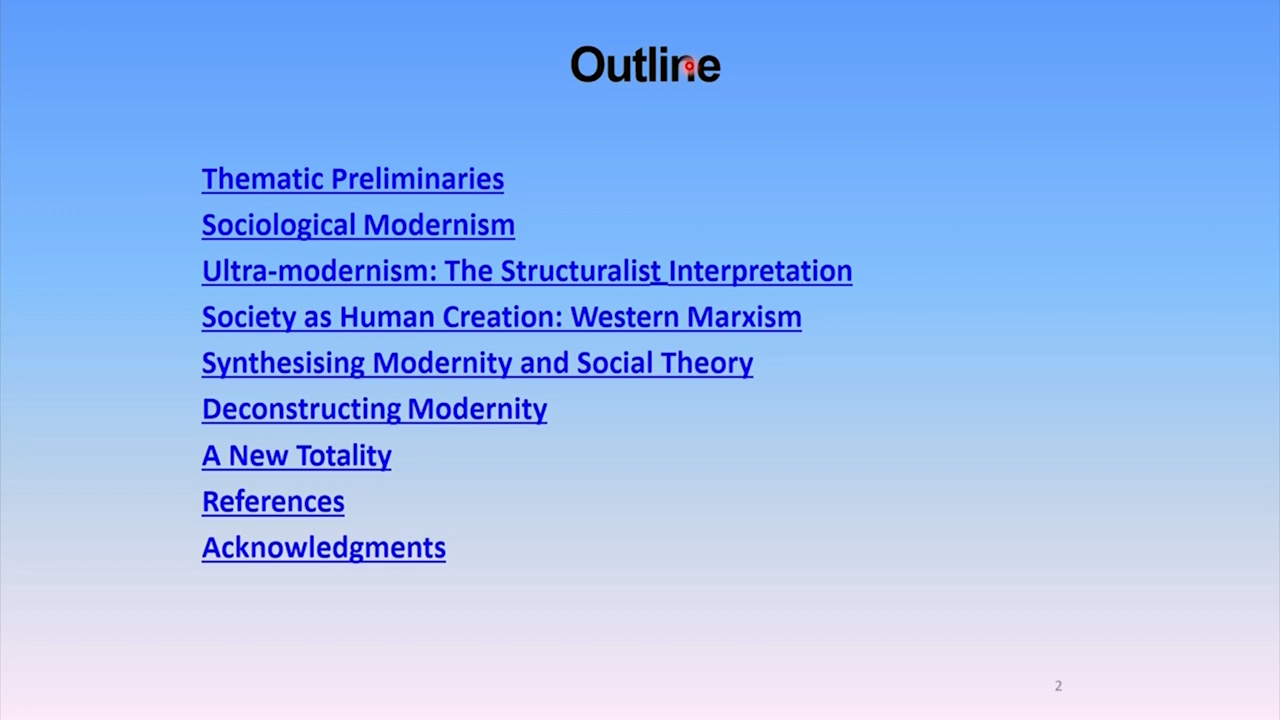 Outline
Thematic Preliminaries
Sociological Modernism
Ultra-modernism: The Structuralist Interpretation
Society as Human Creation: Western Marxism
Synthesising Modernity and Social Theory
Deconstructing Modernity
A New Totality
References
Acknowledgments
2